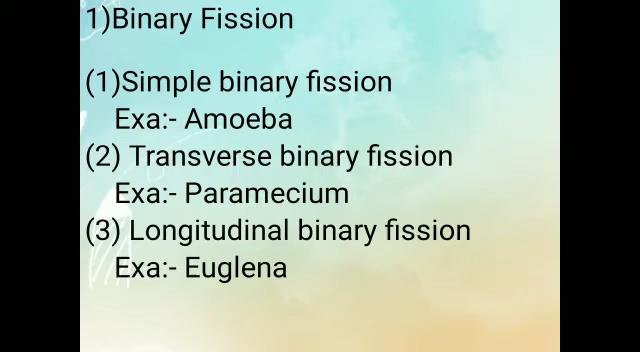 1)Binary Fission
(1)Simple binary fission
Exa:- Amoeba
(2) Transverse binary fission
Exa:- Paramecium
(3) Longitudinal binary fission
Exa:- Euglena